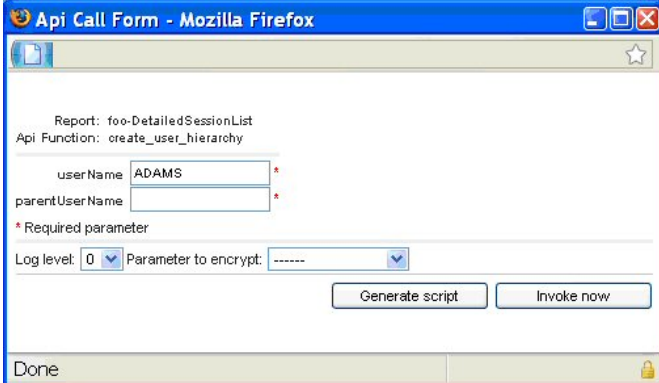 Api Call Form - Mozilla Firefox
Report: foo-DetailedSessionList
Api Function: create_user_hierarchy
userName ADAMS *
parentUserName *
* Required parameter
Log level: 0 Parameter to encrypt: ------
Generate script Invoke now
Done